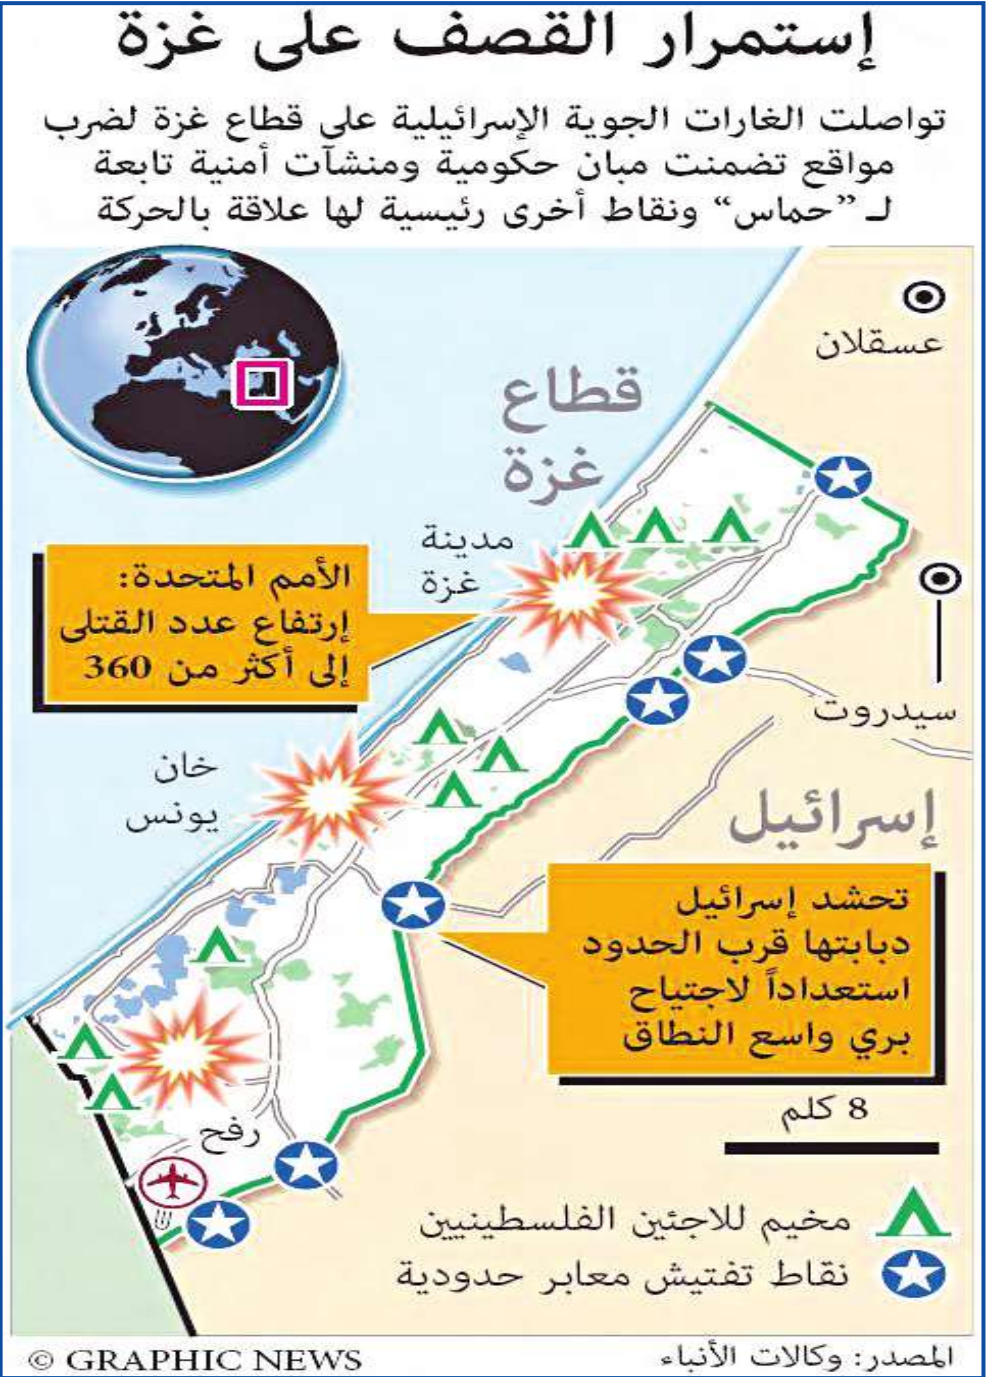 إستمرار القصف على غزة
تواصلت الغارات الجوية الإسرائيلية على قطاع غزة لضرب
مواقع تضمنت مبان حكومية ومنشآت أمنية تابعة
لـ ”حماس“ ونقاط أخرى رئيسية لها علاقة بالحركة
عسقلان
قطاع
غزة
مدينة
غزة
الأمم المتحدة:
إرتفاع عدد القتلى
إلى أكثر من 360
سيدروت
خان
يونس
إسرائيل
تحشد إسرائيل
دبابتها قرب الحدود
استعداداً لاجتياح
بري واسع النطاق
8 كلم
رفح
مخيم للاجئين الفلسطينيين
نقاط تفتيش معابر حدودية
المصدر: وكالات الأنباء
© GRAPHIC NEWS